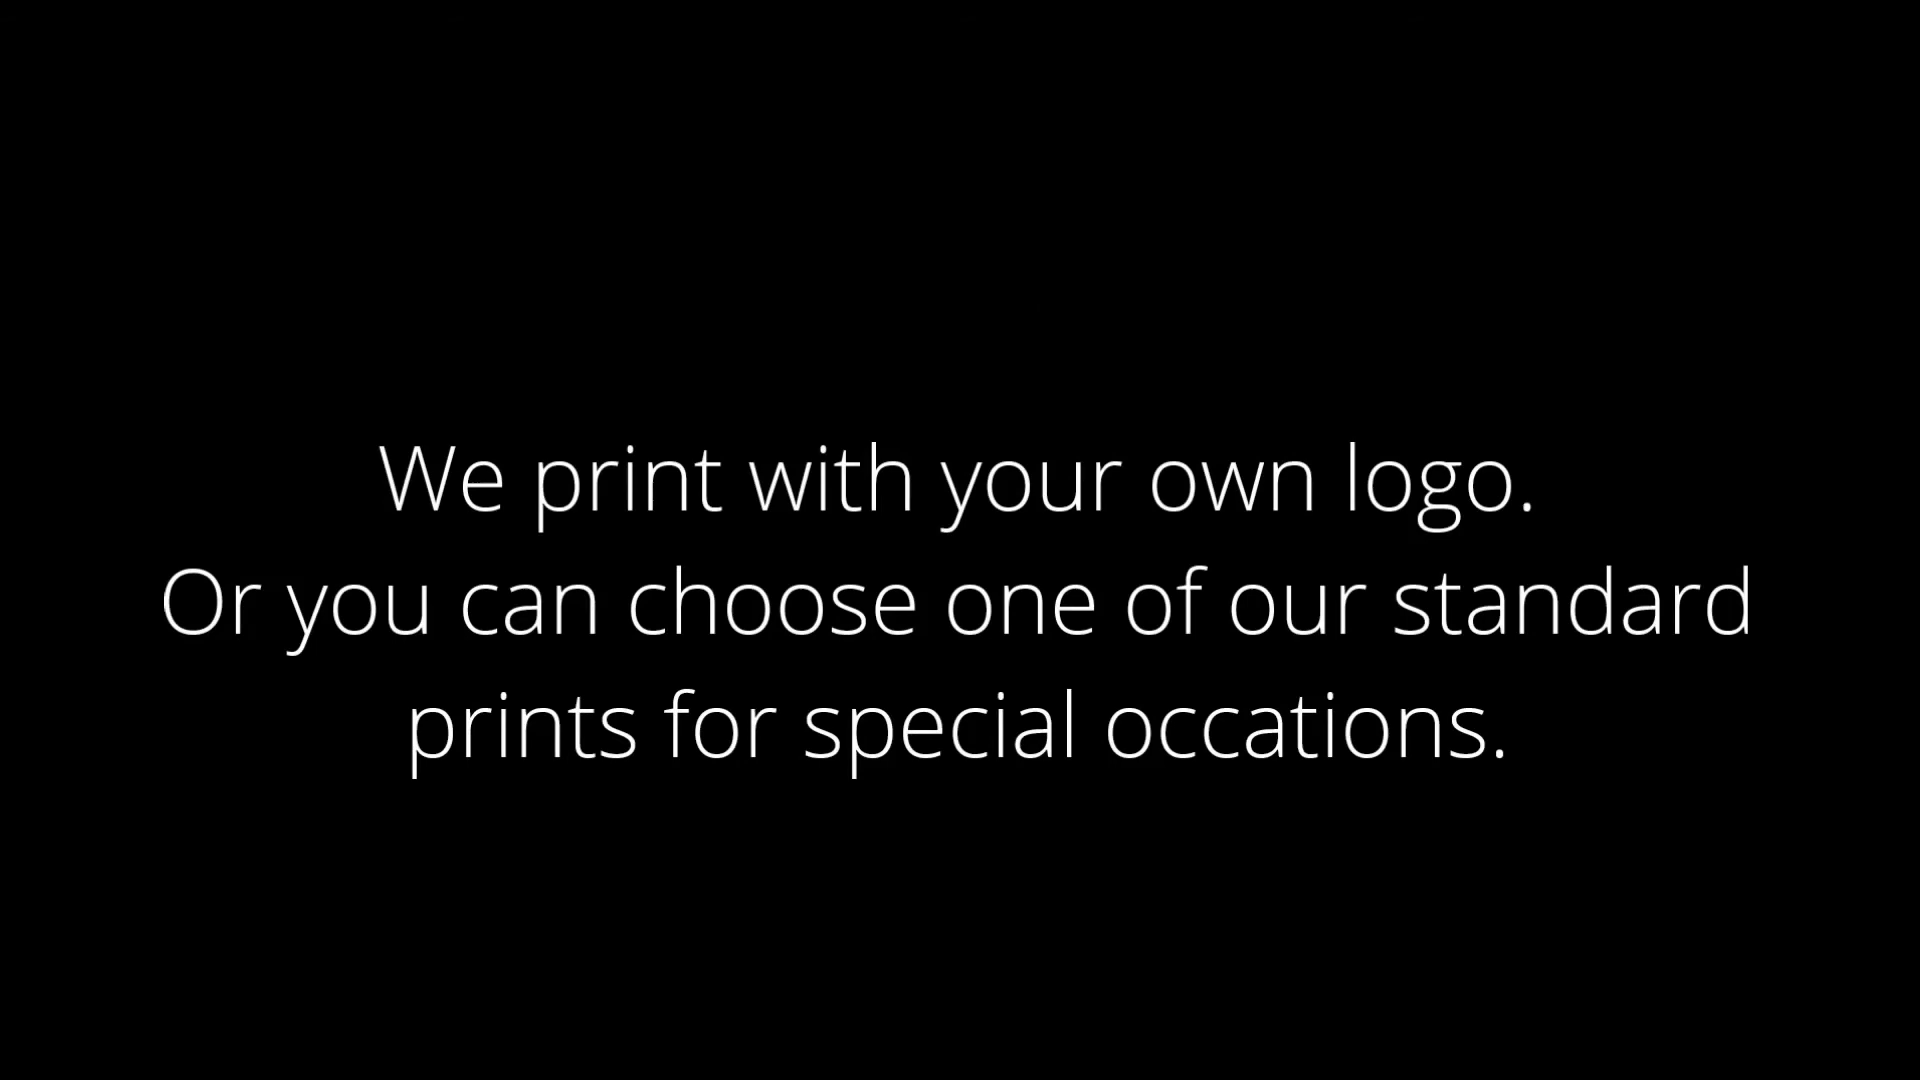 We print with your own logo.
Or you can choose one of our standard
prints for special occations.